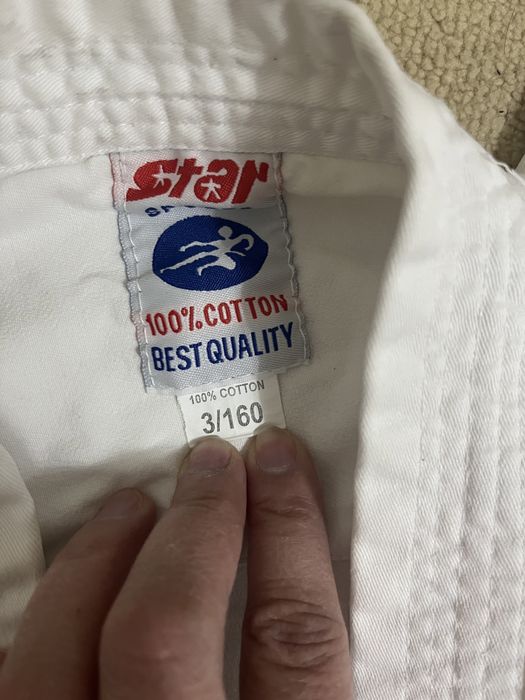 Star
100% COTTON
BEST QUALITY
100% COTTON
3/160